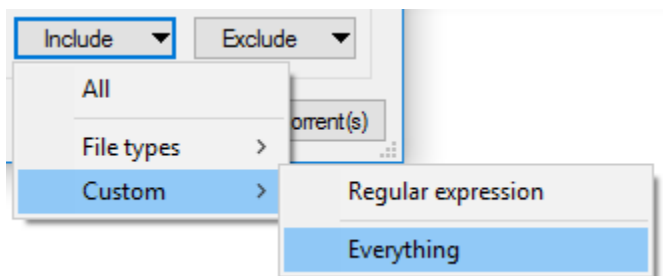 Include Exclude
All
orrent(s)
File types
Custom
Regular expression
Everything